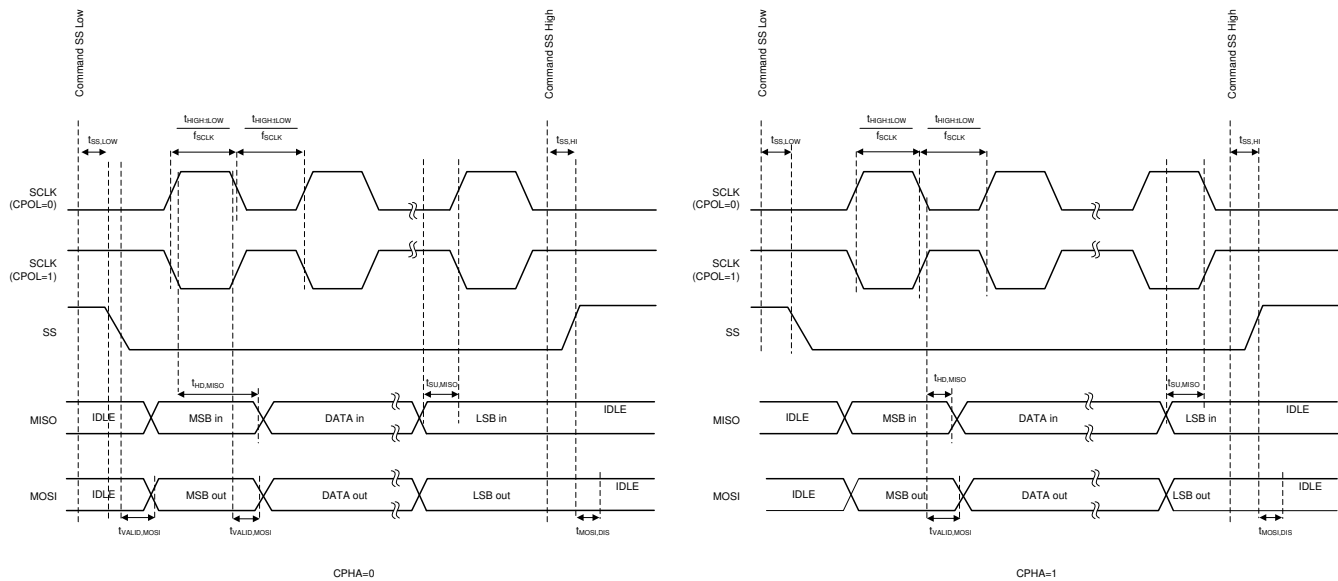 Command SS Low
Command SS High
tHIGH:tLOW
fSCLK
tHIGH:tLOW
fSCLK
tSS,LOW
tSS,HI
SCLK
(CPOL=0)
SCLK
(CPOL=1)
SS
tHD,MISO
tSU,MISO
MISO
IDLE
MSB in
DATA in
LSB in
IDLE
MOSI
IDLE
MSB out
DATA out
LSB out
IDLE
tVALID,MOSI
tVALID,MOSI
tMOSI,DIS
CPHA=0
Command SS Low
Command SS High
tHIGH:tLOW
fSCLK
tHIGH:tLOW
fSCLK
tSS,LOW
tSS,HI
SCLK
(CPOL=0)
SCLK
(CPOL=1)
SS
tHD,MISO
tSU,MISO
MISO
IDLE
MSB in
DATA in
LSB in
IDLE
MOSI
IDLE
MSB out
DATA out
LSB out
IDLE
tVALID,MOSI
tMOSI,DIS
CPHA=1